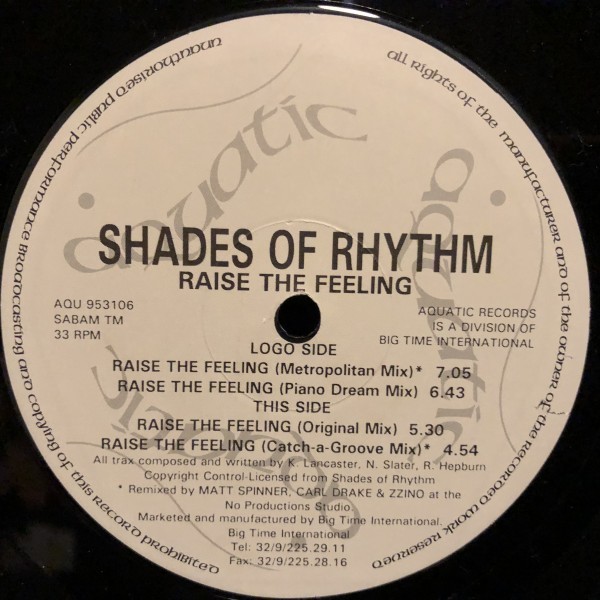 unauthorised public performance Broadcasting and copying of this record prohibited
all rights of the manufacturer and of the owner of the recorded work reserved
aquatic
aquatic
aquatic
SHADES OF RHYTHM
RAISE THE FEELING
AQU 953106
SABAM TM
33 RPM
AQUATIC RECORDS
IS A DIVISION OF
BIG TIME INTERNATIONAL
LOGO SIDE
RAISE THE FEELING (Metropolitan Mix)* 7.05
RAISE THE FEELING (Piano Dream Mix) 6.43
THIS SIDE
RAISE THE FEELING (Original Mix) 5.30
RAISE THE FEELING (Catch-a-Groove Mix)* 4.54
All trax composed and written by K. Lancaster, N. Slater, R. Hepburn
Copyright Control-Licensed from Shades of Rhythm
* Remixed by MATT SPINNER, CARL DRAKE & ZZINO at the
No Productions Studio.
Marketed and manufactured by Big Time International.
Big Time International
Tel: 32/9/225.29.11
Fax: 32/9/225.28.16